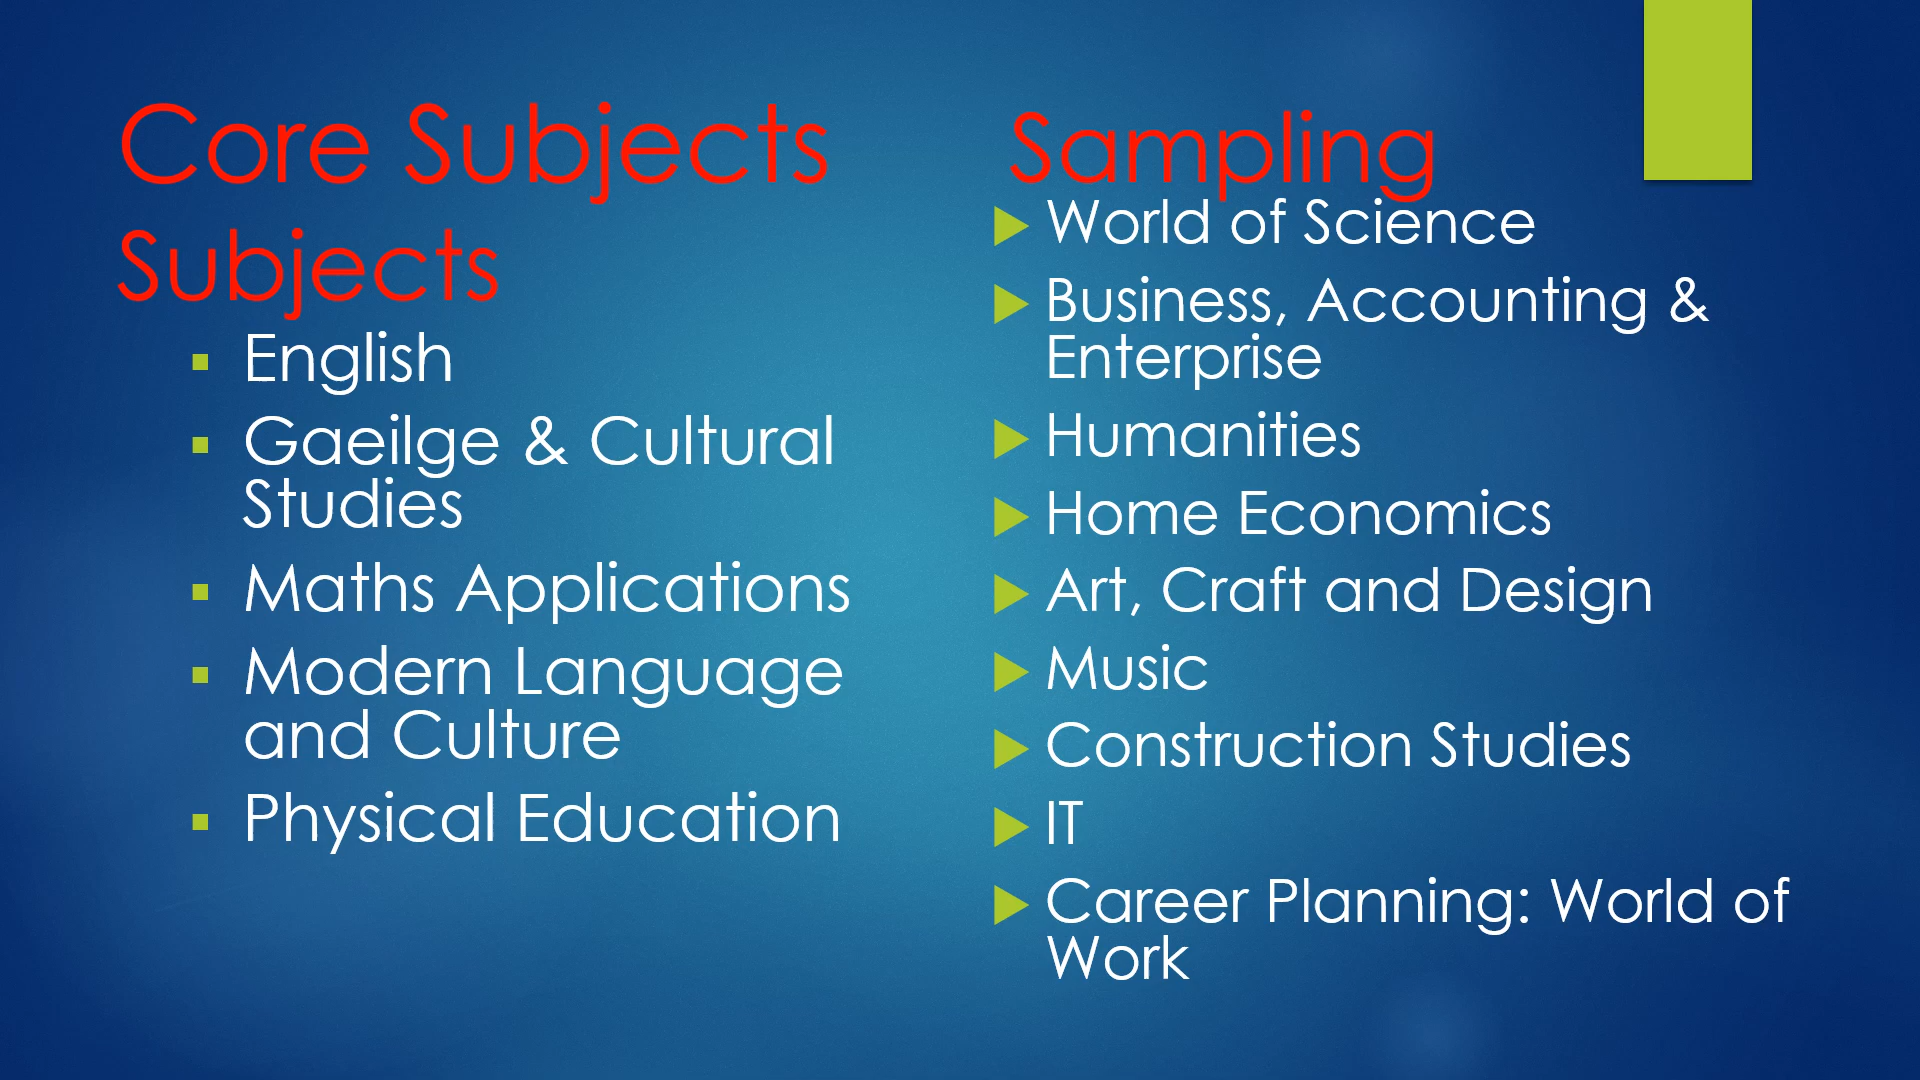 Core Subjects
Subjects
English
Gaeilge & Cultural
Studies
Maths Applications
Modern Language
and Culture
Physical Education
Sampling
World of Science
Business, Accounting &
Enterprise
Humanities
Home Economics
Art, Craft and Design
Music
Construction Studies
IT
Career Planning: World of
Work